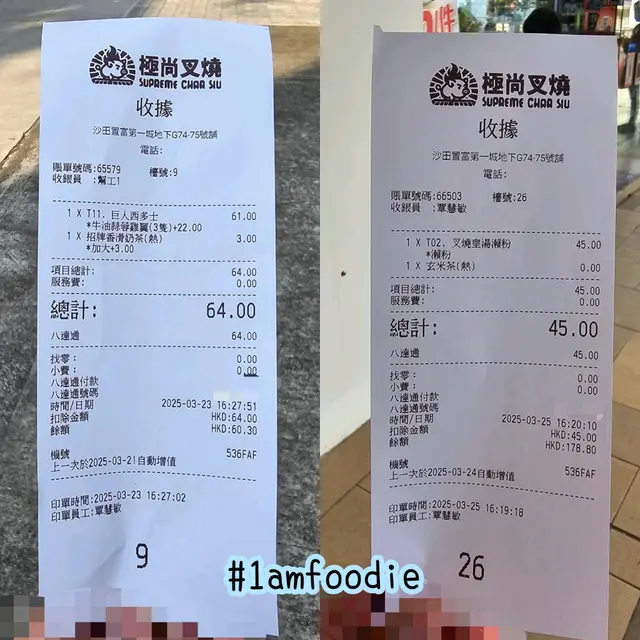 極尚叉燒
SUPREME CHAR SIU
收據
沙田置富第一城地下G74-75號舖
電話:
賬單號碼:65579 檯號:9
收銀員 :幫工1
1 X T11. 巨人西多士 61.00
*牛油蒜蓉雞翼(3隻)+22.00
1 X 招牌香滑奶茶(熱) 3.00
*加大+3.00
項目總計: 64.00
服務費: 0.00
總計: 64.00
八達通 64.00
找零: 0.00
小費: 0.00
八達通付款
八達通號碼
時間/日期 2025-03-23 16:27:51
扣除金額 HKD:64.00
餘額 HKD:60.30
機號 536FAF
上一次於2025-03-21自動增值
印單時間:2025-03-23 16:27:02
印單員工:覃慧敏
9
極尚叉燒
SUPREME CHAR SIU
收據
沙田置富第一城地下G74-75號舖
電話:
賬單號碼:66503 檯號:26
收銀員 :覃慧敏
1 X T02. 叉燒皇湯瀨粉 45.00
*瀨粉
1 X 玄米茶(熱) 0.00
項目總計: 45.00
服務費: 0.00
總計: 45.00
八達通 45.00
找零: 0.00
小費: 0.00
八達通付款
八達通號碼
時間/日期 2025-03-25 16:20:10
扣除金額 HKD:45.00
餘額 HKD:178.80
機號 536FAF
上一次於2025-03-24自動增值
印單時間:2025-03-25 16:19:18
印單員工:覃慧敏
26
#1amfoodie